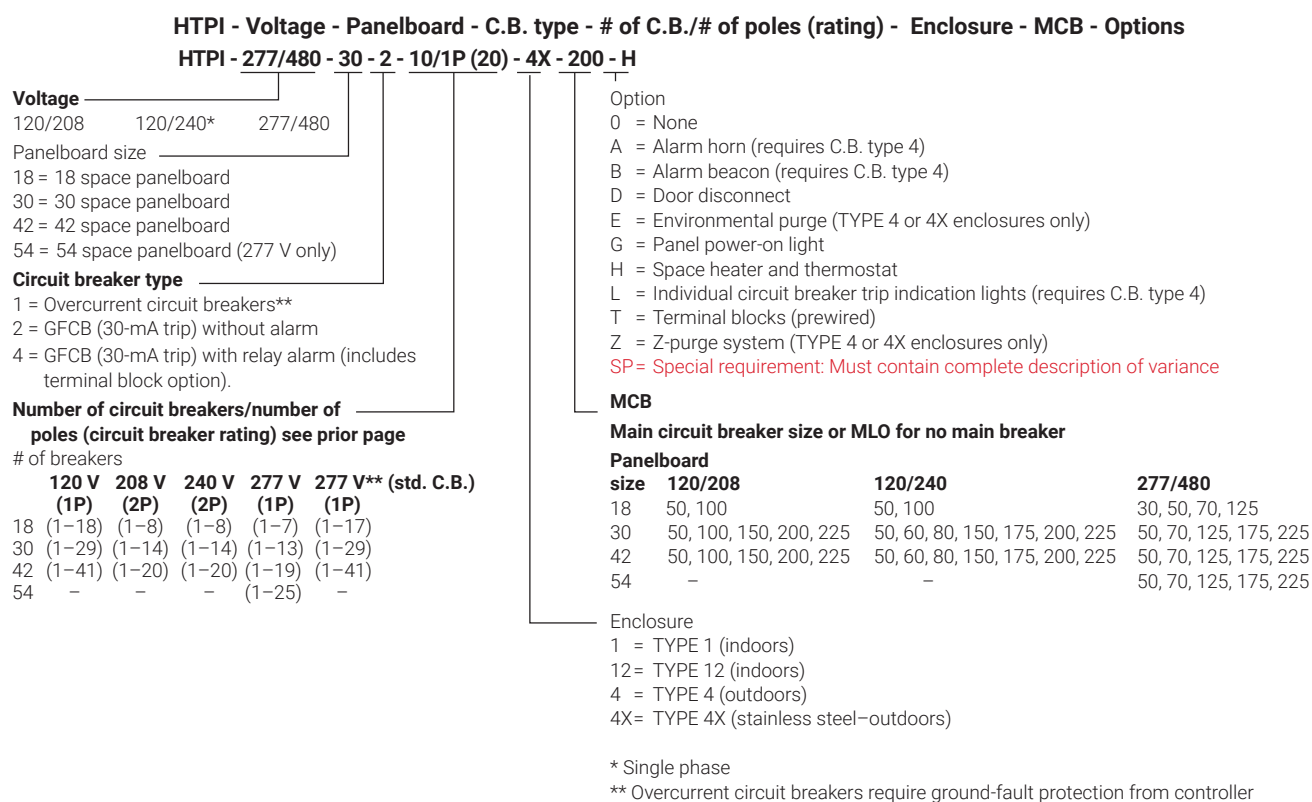 HTPI - Voltage - Panelboard - C.B. type - # of C.B./# of poles (rating) - Enclosure - MCB - Options
HTPI - 277/480 - 30 - 2 - 10/1P (20) - 4X - 200 - H
Voltage
120/208 120/240* 277/480
Panelboard size
18 = 18 space panelboard
30 = 30 space panelboard
42 = 42 space panelboard
54 = 54 space panelboard (277 V only)
Circuit breaker type
1 = Overcurrent circuit breakers**
2 = GFCB (30-mA trip) without alarm
4 = GFCB (30-mA trip) with relay alarm (includes
terminal block option).
Number of circuit breakers/number of
poles (circuit breaker rating) see prior page
# of breakers
120 V 208 V 240 V 277 V 277 V** (std. C.B.)
(1P) (2P) (2P) (1P) (1P)
18 (1–18) (1–8) (1–8) (1–7) (1–17)
30 (1–29) (1–14) (1–14) (1–13) (1–29)
42 (1–41) (1–20) (1–20) (1–19) (1–41)
54 – – – (1–25) –
Option
0 = None
A = Alarm horn (requires C.B. type 4)
B = Alarm beacon (requires C.B. type 4)
D = Door disconnect
E = Environmental purge (TYPE 4 or 4X enclosures only)
G = Panel power-on light
H = Space heater and thermostat
L = Individual circuit breaker trip indication lights (requires C.B. type 4)
T = Terminal blocks (prewired)
Z = Z-purge system (TYPE 4 or 4X enclosures only)
SP= Special requirement: Must contain complete description of variance
MCB
Main circuit breaker size or MLO for no main breaker
Panelboard
size 120/208 120/240 277/480
18 50, 100 50, 100 30, 50, 70, 125
30 50, 100, 150, 200, 225 50, 60, 80, 150, 175, 200, 225 50, 70, 125, 175, 225
42 50, 100, 150, 200, 225 50, 60, 80, 150, 175, 200, 225 50, 70, 125, 175, 225
54 – – 50, 70, 125, 175, 225
Enclosure
1 = TYPE 1 (indoors)
12= TYPE 12 (indoors)
4 = TYPE 4 (outdoors)
4X= TYPE 4X (stainless steel–outdoors)
* Single phase
** Overcurrent circuit breakers require ground-fault protection from controller